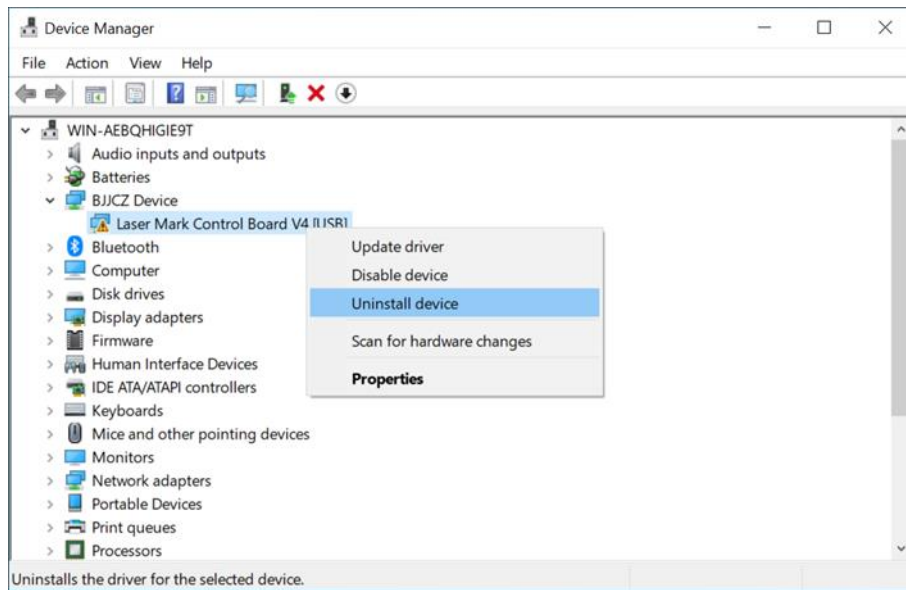 Device Manager
File Action View Help
WIN-AEBQHIGIE9T
Audio inputs and outputs
Batteries
BJJCZ Device
Laser Mark Control Board V4 [USB]
Bluetooth
Computer
Disk drives
Display adapters
Firmware
Human Interface Devices
IDE ATA/ATAPI controllers
Keyboards
Mice and other pointing devices
Monitors
Network adapters
Portable Devices
Print queues
Processors
Update driver
Disable device
Uninstall device
Scan for hardware changes
Properties
Uninstalls the driver for the selected device.